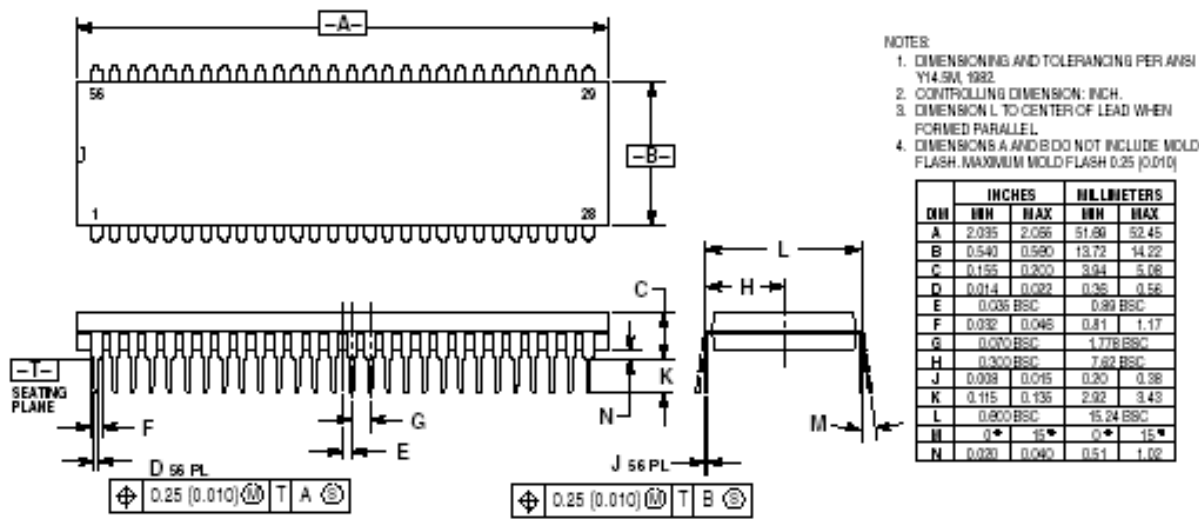 -A-
56
29
-B-
1
28
NOTES:
1. DIMENSIONING AND TOLERANCING PER ANSI
Y14.5M, 1982.
2. CONTROLLING DIMENSION: INCH.
3. DIMENSION L TO CENTER OF LEAD WHEN
FORMED PARALLEL
4. DIMENSIONS A AND B DO NOT INCLUDE MOLD
FLASH. MAXIMUM MOLD FLASH 0.25 (0.010)
INCHES MILLIMETERS
DIM MIN MAX MIN MAX
A 2.035 2.065 51.69 52.45
B 0.540 0.560 13.72 14.22
C 0.155 0.200 3.94 5.08
D 0.014 0.022 0.36 0.56
E 0.035 BSC 0.89 BSC
F 0.032 0.046 0.81 1.17
G 0.070 BSC 1.778 BSC
H 0.300 BSC 7.62 BSC
J 0.008 0.015 0.20 0.38
K 0.115 0.135 2.92 3.43
L 0.600 BSC 15.24 BSC
M 0° 15° 0° 15°
N 0.020 0.040 0.51 1.02
L
H
C
-T-
SEATING
PLANE
K
N
G
F
E
M
D 56 PL
J 56 PL
⌖ 0.25 (0.010) Ⓜ T A Ⓢ
⌖ 0.25 (0.010) Ⓜ T B Ⓢ